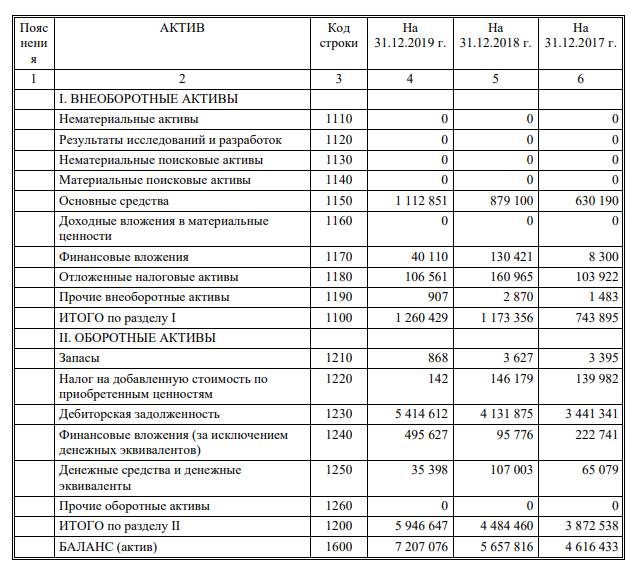 Пояс АКТИВ Код На На На
нени строки 31.12.2019 г. 31.12.2018 г. 31.12.2017 г.
я
1 2 3 4 5 6
I. ВНЕОБОРОТНЫЕ АКТИВЫ
Нематериальные активы 1110 0 0 0
Результаты исследований и разработок 1120 0 0 0
Нематериальные поисковые активы 1130 0 0 0
Материальные поисковые активы 1140 0 0 0
Основные средства 1150 1 112 851 879 100 630 190
Доходные вложения в материальные 1160 0 0 0
ценности
Финансовые вложения 1170 40 110 130 421 8 300
Отложенные налоговые активы 1180 106 561 160 965 103 922
Прочие внеоборотные активы 1190 907 2 870 1 483
ИТОГО по разделу I 1100 1 260 429 1 173 356 743 895
II. ОБОРОТНЫЕ АКТИВЫ
Запасы 1210 868 3 627 3 395
Налог на добавленную стоимость по 1220 142 146 179 139 982
приобретенным ценностям
Дебиторская задолженность 1230 5 414 612 4 131 875 3 441 341
Финансовые вложения (за исключением 1240 495 627 95 776 222 741
денежных эквивалентов)
Денежные средства и денежные 1250 35 398 107 003 65 079
эквиваленты
Прочие оборотные активы 1260 0 0 0
ИТОГО по разделу II 1200 5 946 647 4 484 460 3 872 538
БАЛАНС (актив) 1600 7 207 076 5 657 816 4 616 433